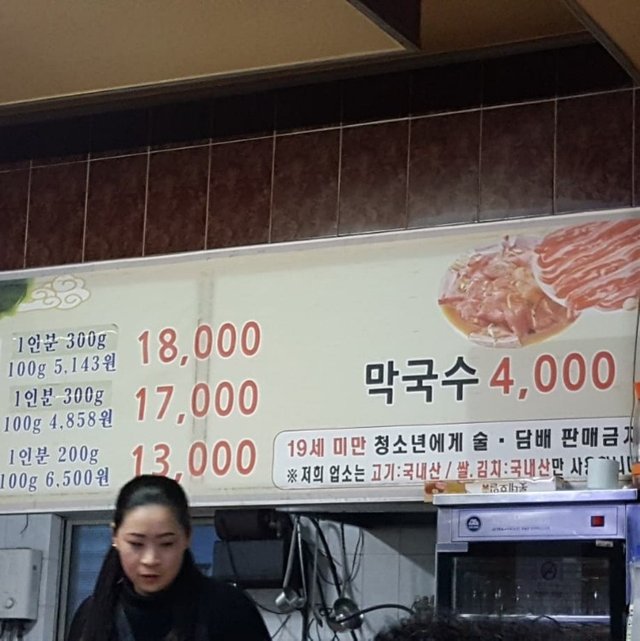 1인분 300g
100g 5,143원
18,000
1인분 300g
100g 4.858원
17,000
1인분 200g
100g 6,500원
13,000
막국수 4,000
19세 미만 청소년에게 술·담배 판매금지
※저희 업소는 고기:국내산 / 쌀,김치:국내산만